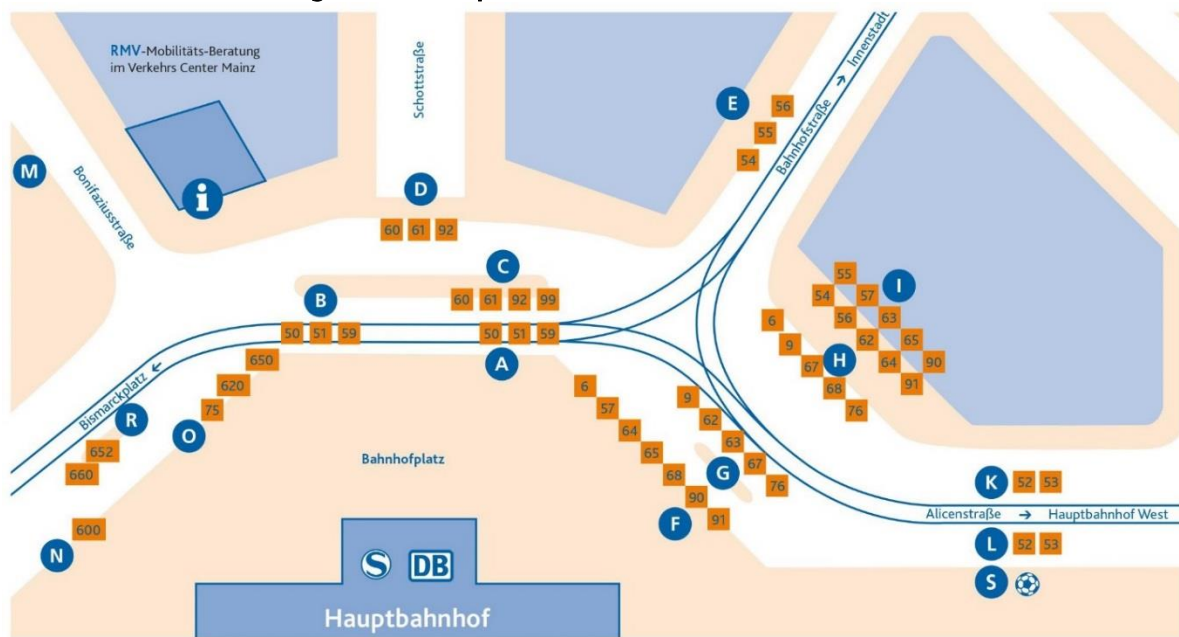 RMV-Mobilitäts-Beratung
im Verkehrs Center Mainz
Schottstraße
Bahnhofstraße → Innenstadt
E
56
55
54
M
Bonifaziusstraße
i
D
60 61 92
C
60 61 92 99
B
50 51 59
50 51 59
A
55
54 57
I
56 63
62 65
64 90
91
6
9
H
67
68
76
Bismarckplatz ←
650
620
75
O
R
652
660
600
N
Bahnhofplatz
6
57
64
65
68
90
91
F
9
62
63
67
76
G
K 52 53
Alicenstraße → Hauptbahnhof West
L 52 53
S
S DB
Hauptbahnhof